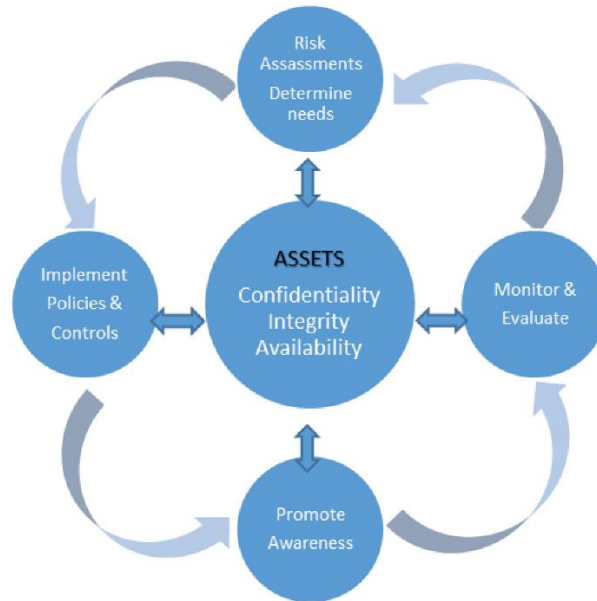 Risk
Assassments
Determine
needs
ASSETS
Confidentiality
Integrity
Availability
Implement
Policies &
Controls
Monitor &
Evaluate
Promote
Awareness